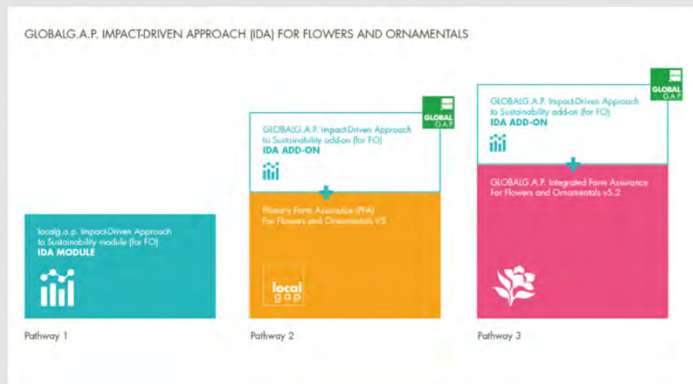 GLOBALG.A.P. IMPACT-DRIVEN APPROACH (IDA) FOR FLOWERS AND ORNAMENTALS
GLOBAL
G.A.P.
GLOBALG.A.P. Impact-Driven Approach
to Sustainability add-on (for FO)
IDA ADD-ON
GLOBAL
G.A.P.
GLOBALG.A.P. Impact-Driven Approach
to Sustainability add-on (for FO)
IDA ADD-ON
localg.a.p. Impact-Driven Approach
to Sustainability module (for FO)
IDA MODULE
+
Primary Farm Assurance (PFA)
For Flowers and Ornamentals V5
local
gap
+
GLOBALG.A.P. Integrated Farm Assurance
For Flowers and Ornamentals v5.2
Pathway 1
Pathway 2
Pathway 3